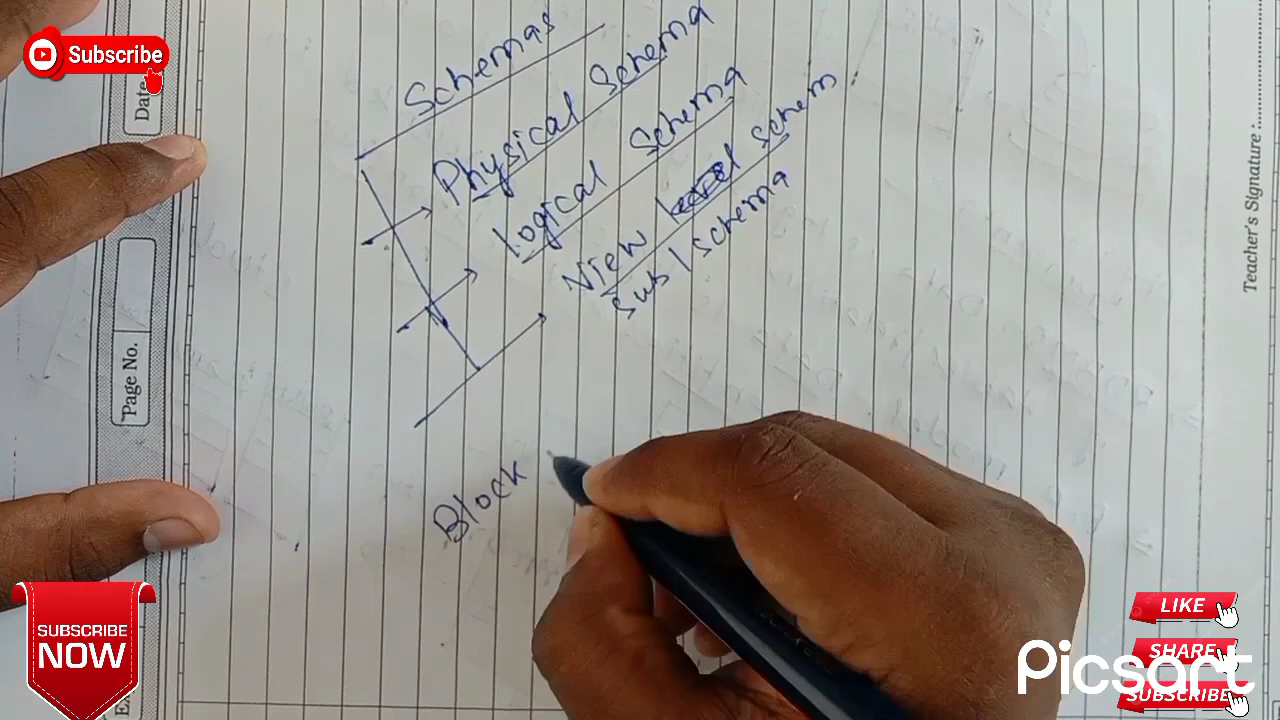 Subscribe
Date
Page No.
Teacher's Signature :
Schemas
Physical Schema
Logical Schema
View Schem
Sub / Schema
Block
SUBSCRIBE
NOW
LIKE
SHARE
SUBSCRIBE
Picsart